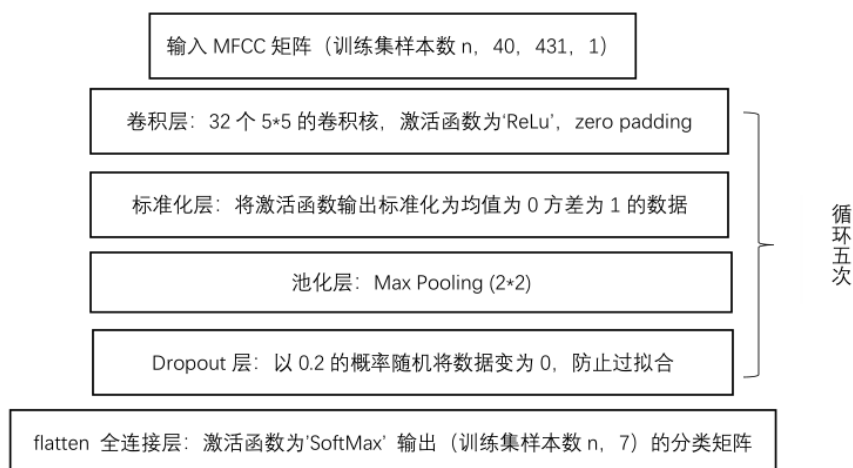 输入 MFCC 矩阵（训练集样本数 n，40，431，1）
卷积层：32 个 5*5 的卷积核，激活函数为‘ReLu’，zero padding
标准化层：将激活函数输出标准化为均值为 0 方差为 1 的数据
池化层：Max Pooling (2*2)
Dropout 层：以 0.2 的概率随机将数据变为 0，防止过拟合
循环五次
flatten 全连接层：激活函数为‘SoftMax’ 输出（训练集样本数 n，7）的分类矩阵